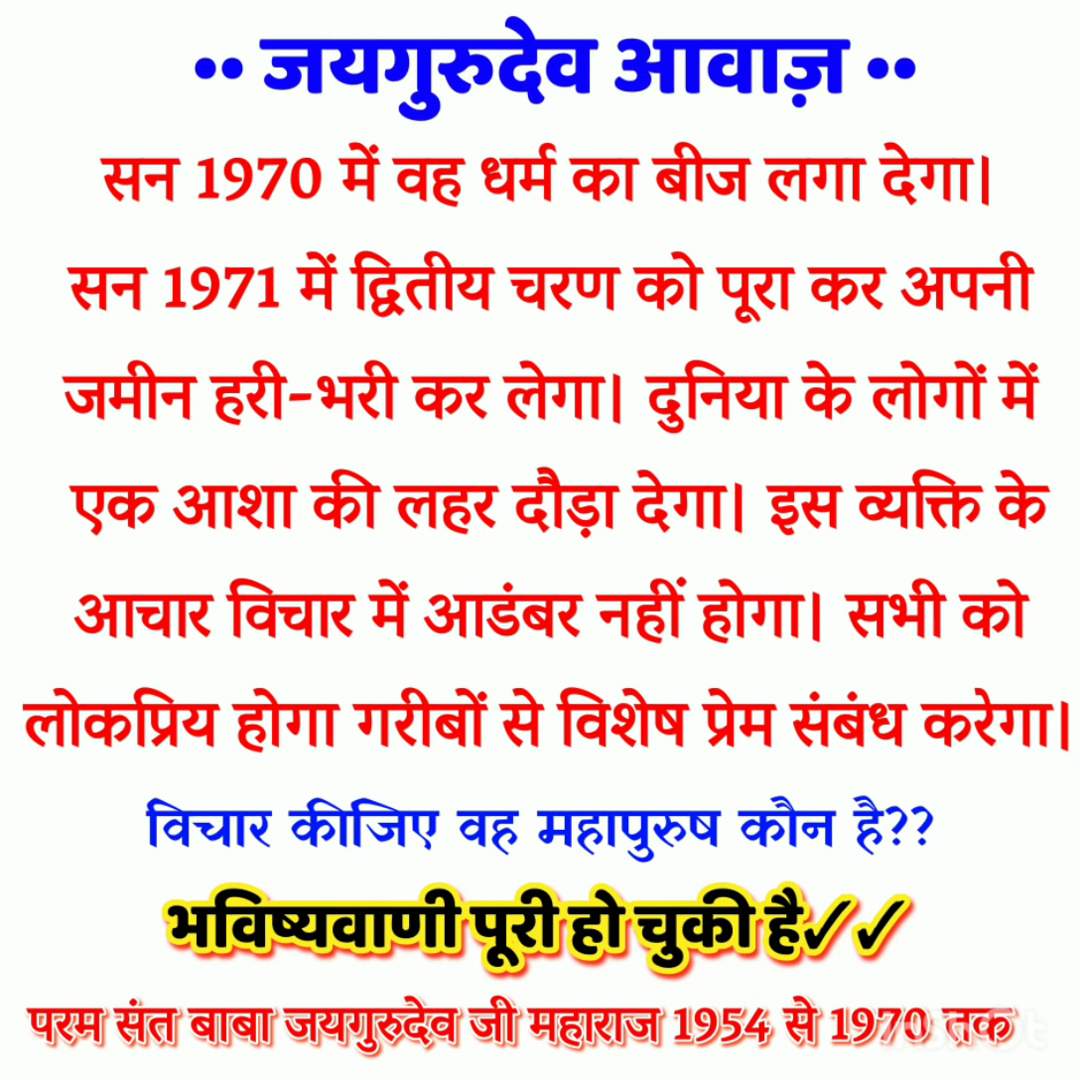 •• जयगुरुदेव आवाज़ ••
सन 1970 में वह धर्म का बीज लगा देगा।
सन 1971 में द्वितीय चरण को पूरा कर अपनी
जमीन हरी-भरी कर लेगा। दुनिया के लोगों में
एक आशा की लहर दौड़ा देगा। इस व्यक्ति के
आचार विचार में आडंबर नहीं होगा। सभी को
लोकप्रिय होगा गरीबों से विशेष प्रेम संबंध करेगा।
विचार कीजिए वह महापुरुष कौन है??
भविष्यवाणी पूरी हो चुकी है✓✓
परम संत बाबा जयगुरुदेव जी महाराज 1954 से 1970 तक